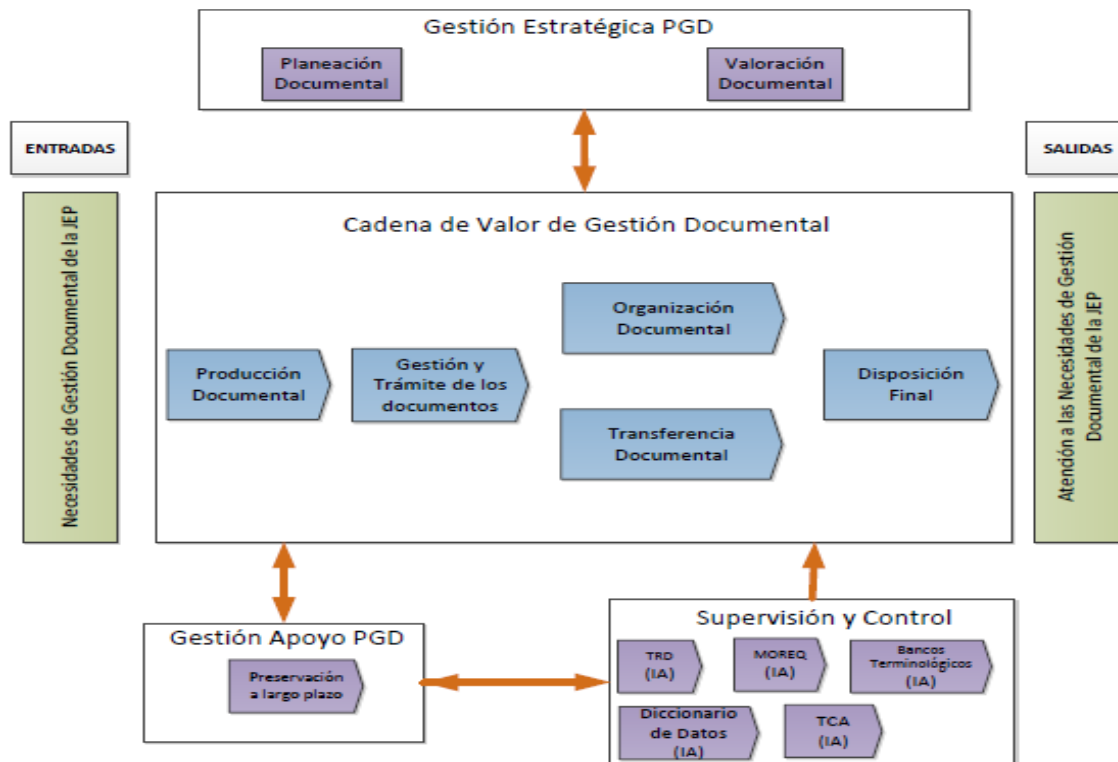 Gestión Estratégica PGD
Planeación
Documental
Valoración
Documental
ENTRADAS
SALIDAS
Necesidades de Gestión Documental de la JEP
Cadena de Valor de Gestión Documental
Producción
Documental
Gestión y
Trámite de los
documentos
Organización
Documental
Transferencia
Documental
Disposición
Final
Atención a las Necesidades de Gestión
Documental de la JEP
Gestión Apoyo PGD
Preservación
a largo plazo
Supervisión y Control
TRD
(IA)
MOREQ
(IA)
Bancos
Terminológicos
(IA)
Diccionario
de Datos
(IA)
TCA
(IA)